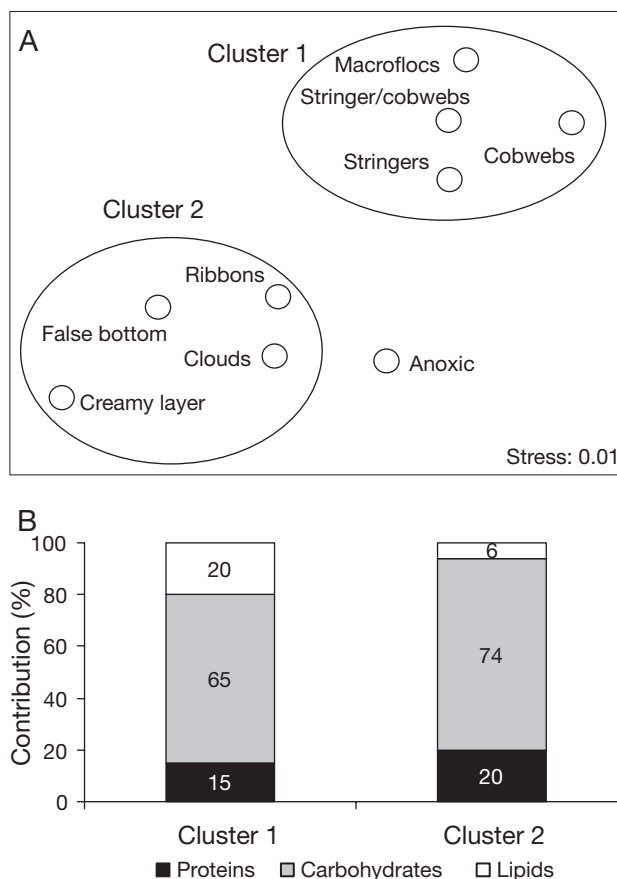 A
Cluster 1
Macroflocs
Stringer/cobwebs
Stringers
Cobwebs
Cluster 2
Ribbons
False bottom
Clouds
Anoxic
Creamy layer
Stress: 0.01
B
Contribution (%)
100
80
60
40
20
0
20
65
15
6
74
20
Cluster 1 Cluster 2
Proteins Carbohydrates Lipids